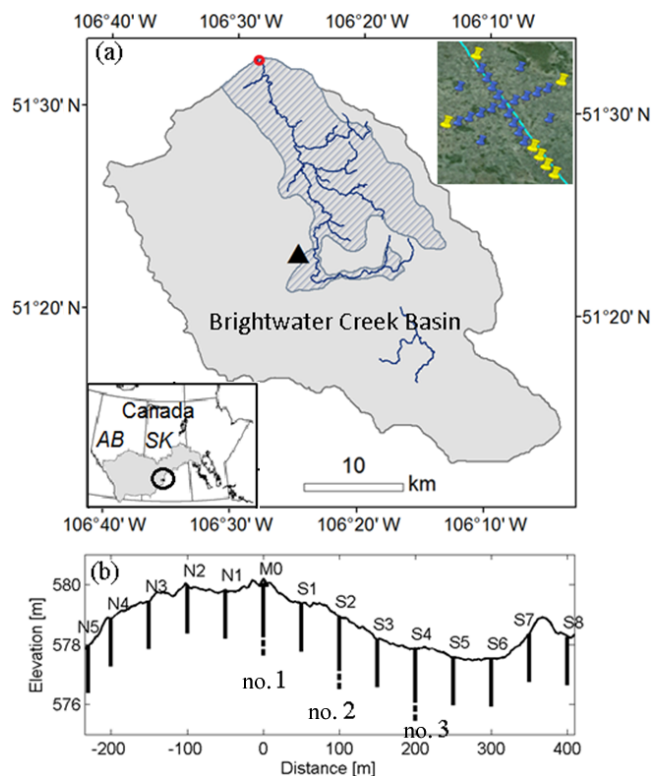 106°40' W 106°30' W 106°20' W 106°10' W
(a)
51°30' N
51°30' N
51°20' N
51°20' N
Brightwater Creek Basin
Canada
AB SK
10
km
106°40' W 106°30' W 106°20' W 106°10' W
(b)
580
578
576
Elevation [m]
N5 N4 N3 N2 N1 M0 S1 S2 S3 S4 S5 S6 S7 S8
no. 1
no. 2
no. 3
-200 -100 0 100 200 300 400
Distance [m]